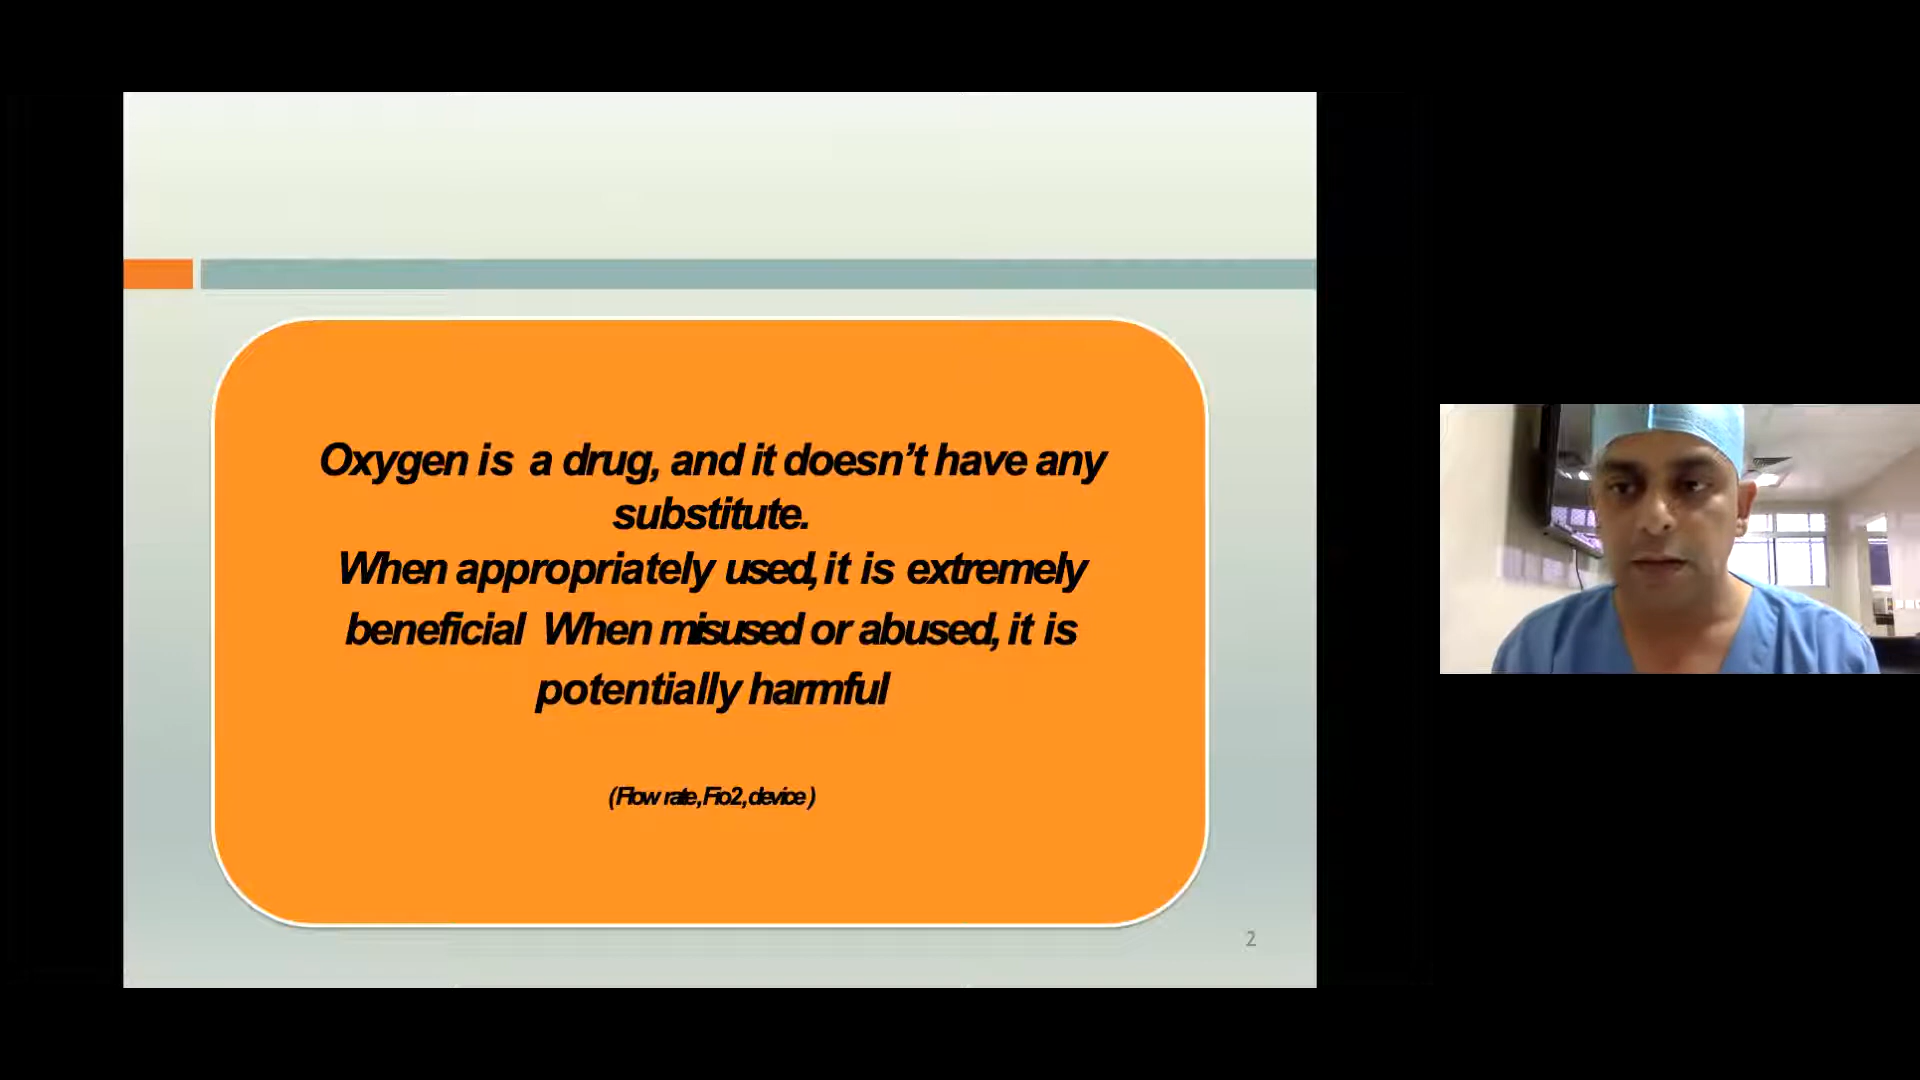 Oxygen is a drug, and it doesn’t have any
substitute.
When appropriately used, it is extremely
beneficial When misused or abused, it is
potentially harmful
(Flow rate, Fio2, device )
2